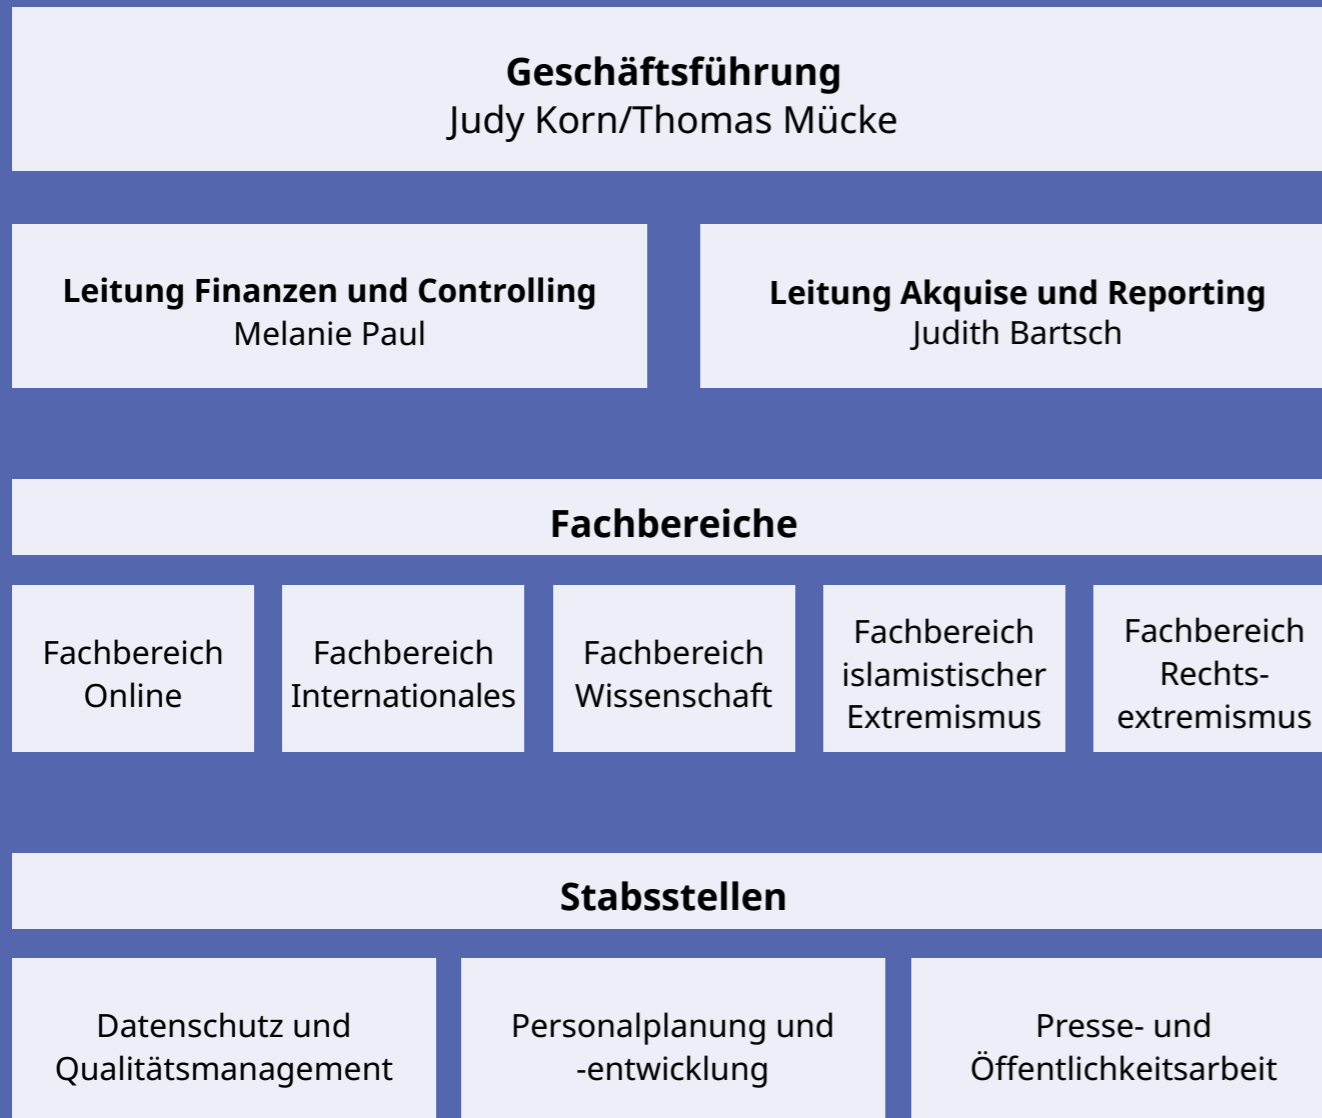 Geschäftsführung
Judy Korn/Thomas Mücke
Leitung Finanzen und Controlling
Melanie Paul
Leitung Akquise und Reporting
Judith Bartsch
Fachbereiche
Fachbereich
Online
Fachbereich
Internationales
Fachbereich
Wissenschaft
Fachbereich
islamistischer
Extremismus
Fachbereich
Rechts-
extremismus
Stabsstellen
Datenschutz und
Qualitätsmanagement
Personalplanung und
-entwicklung
Presse- und
Öffentlichkeitsarbeit